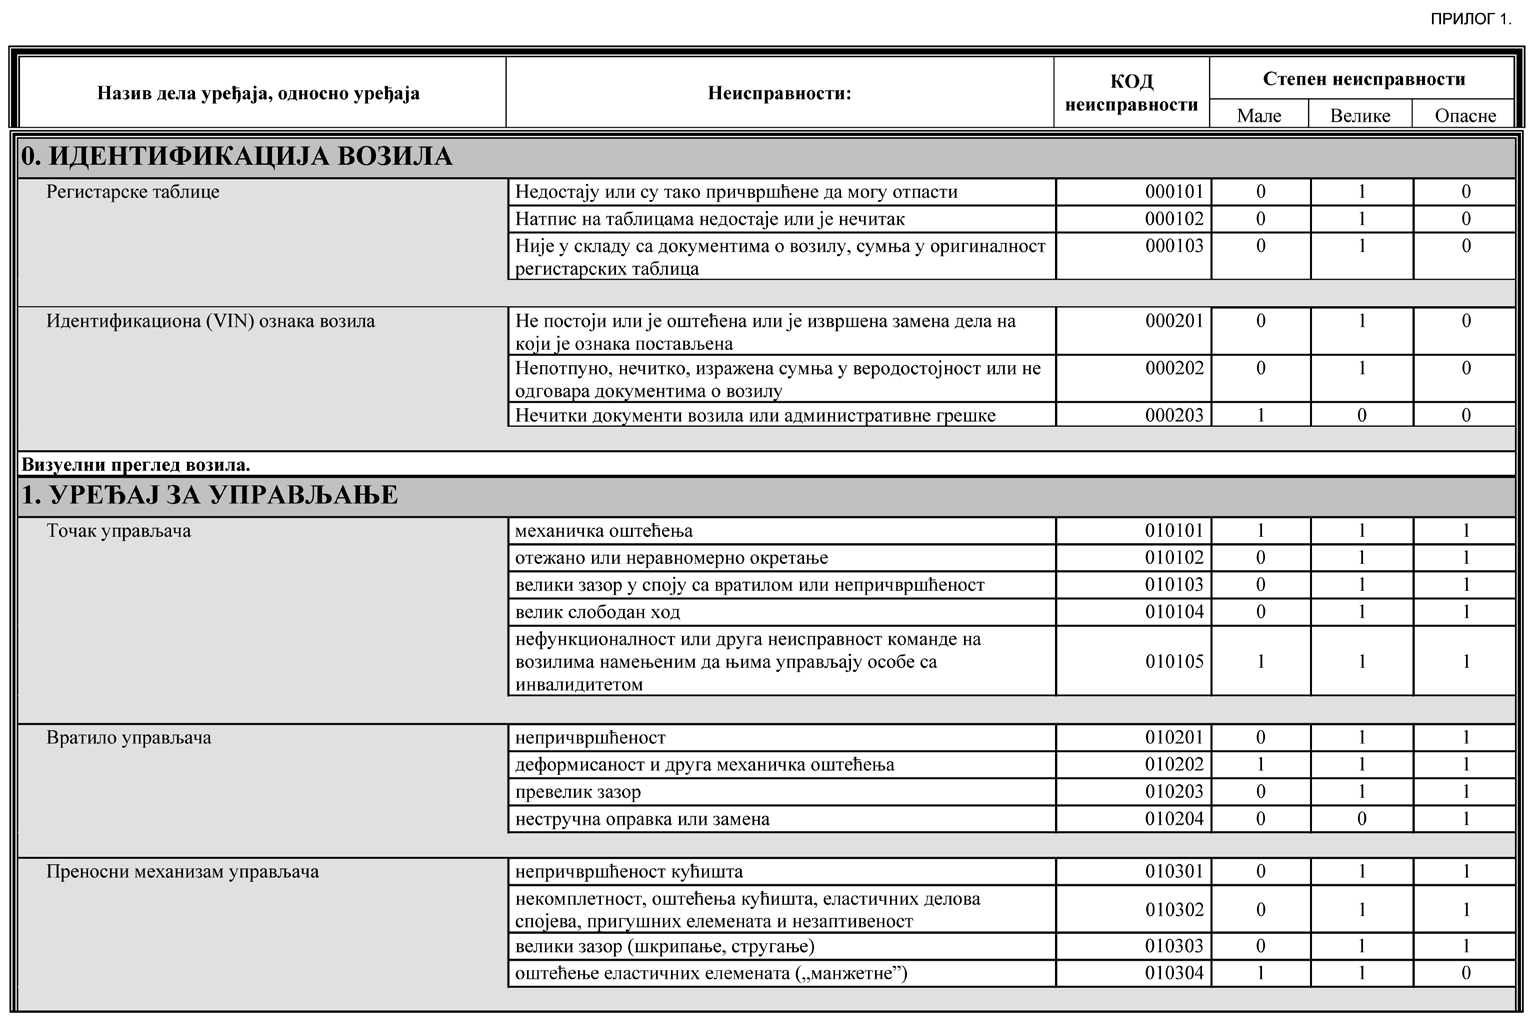 ПРИЛОГ 1.
Назив дела уређаја, односно уређаја
Неисправности:
КОД
неисправности
Степен неисправности
Мале Велике Опасне
0. ИДЕНТИФИКАЦИЈА ВОЗИЛА
Регистарске таблице Недостају или су тако причвршћене да могу отпасти 000101 0 1 0
Натпис на таблицама недостаје или је нечитак 000102 0 1 0
Није у складу са документима о возилу, сумња у оригиналност 000103 0 1 0
регистарских таблица
Идентификациона (VIN) ознака возила Не постоји или је оштећена или је извршена замена дела на 000201 0 1 0
који је ознака постављена
Непотпуно, нечитко, изражена сумња у веродостојност или не 000202 0 1 0
одговара документима о возилу
Нечитки документи возила или административне грешке 000203 1 0 0
Визуелни преглед возила.
1. УРЕЂАЈ ЗА УПРАВЉАЊЕ
Точак управљача механичка оштећења 010101 1 1 1
отежано или неравномерно окретање 010102 0 1 1
велики зазор у споју са вратилом или непричвршћеност 010103 0 1 1
велик слободан ход 010104 0 1 1
нефункционалност или друга неисправност команде на
возилима намењеним да њима управљају особе са 010105 1 1 1
инвалидитетом
Вратило управљача непричвршћеност 010201 0 1 1
деформисаност и друга механичка оштећења 010202 1 1 1
превелик зазор 010203 0 1 1
нестручна оправка или замена 010204 0 0 1
Преносни механизам управљача непричвршћеност кућишта 010301 0 1 1
некомплетност, оштећења кућишта, еластичних делова
спојева, пригушних елемената и незаптивеност 010302 0 1 1
велики зазор (шкрипање, стругање) 010303 0 1 1
оштећење еластичних елемената („манжетне”) 010304 1 1 0